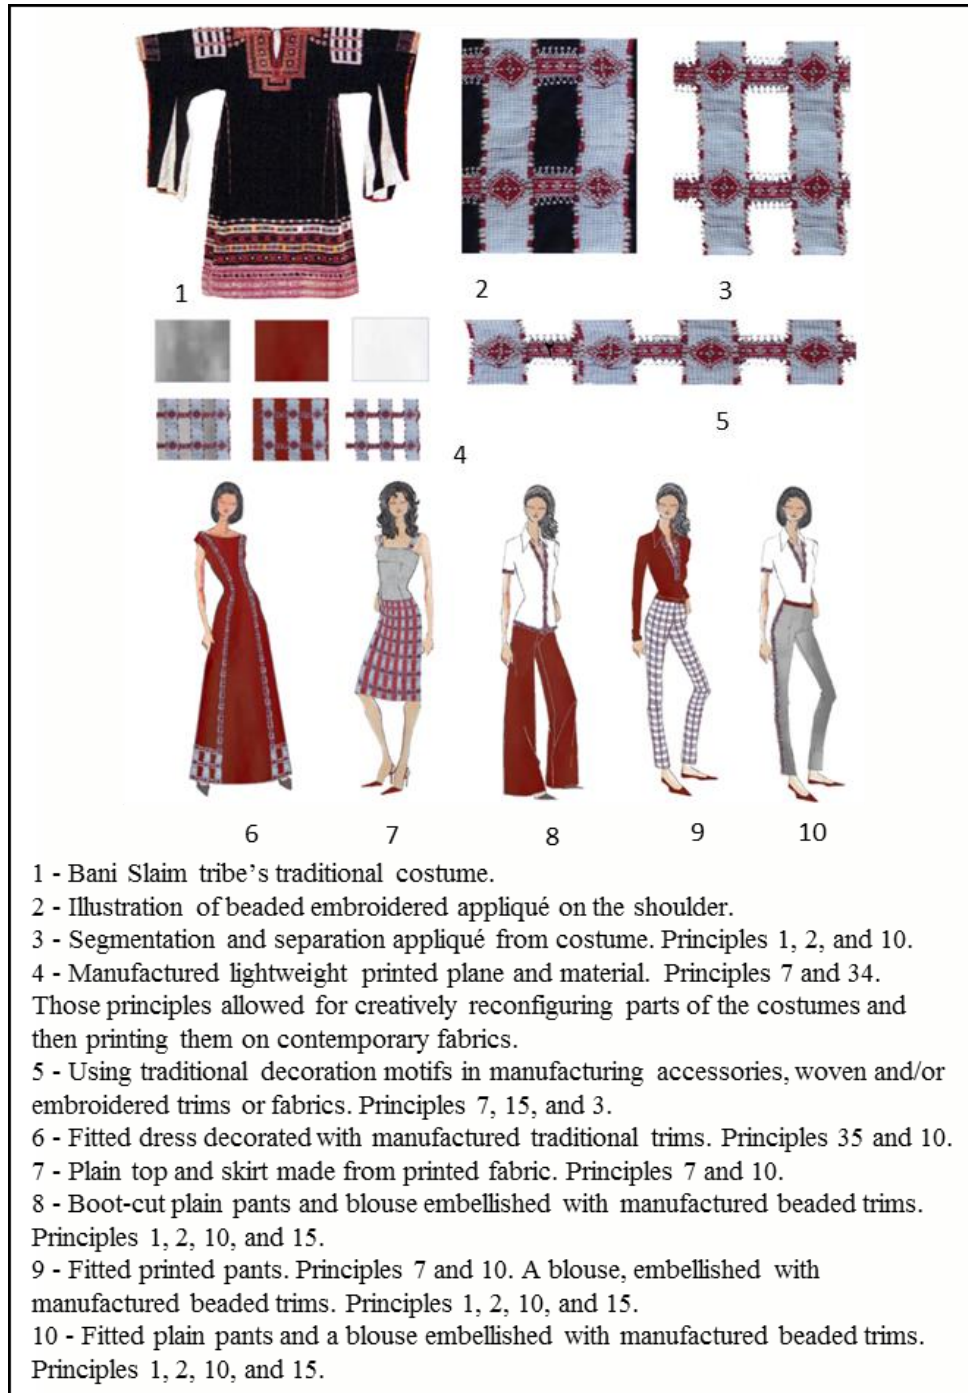 1
2
3
4
5
6
7
8
9
10
1 - Bani Slaim tribe’s traditional costume.
2 - Illustration of beaded embroidered appliqué on the shoulder.
3 - Segmentation and separation appliqué from costume. Principles 1, 2, and 10.
4 - Manufactured lightweight printed plane and material. Principles 7 and 34.
Those principles allowed for creatively reconfiguring parts of the costumes and
then printing them on contemporary fabrics.
5 - Using traditional decoration motifs in manufacturing accessories, woven and/or
embroidered trims or fabrics. Principles 7, 15, and 3.
6 - Fitted dress decorated with manufactured traditional trims. Principles 35 and 10.
7 - Plain top and skirt made from printed fabric. Principles 7 and 10.
8 - Boot-cut plain pants and blouse embellished with manufactured beaded trims.
Principles 1, 2, 10, and 15.
9 - Fitted printed pants. Principles 7 and 10. A blouse, embellished with
manufactured beaded trims. Principles 1, 2, 10, and 15.
10 - Fitted plain pants and a blouse embellished with manufactured beaded trims.
Principles 1, 2, 10, and 15.